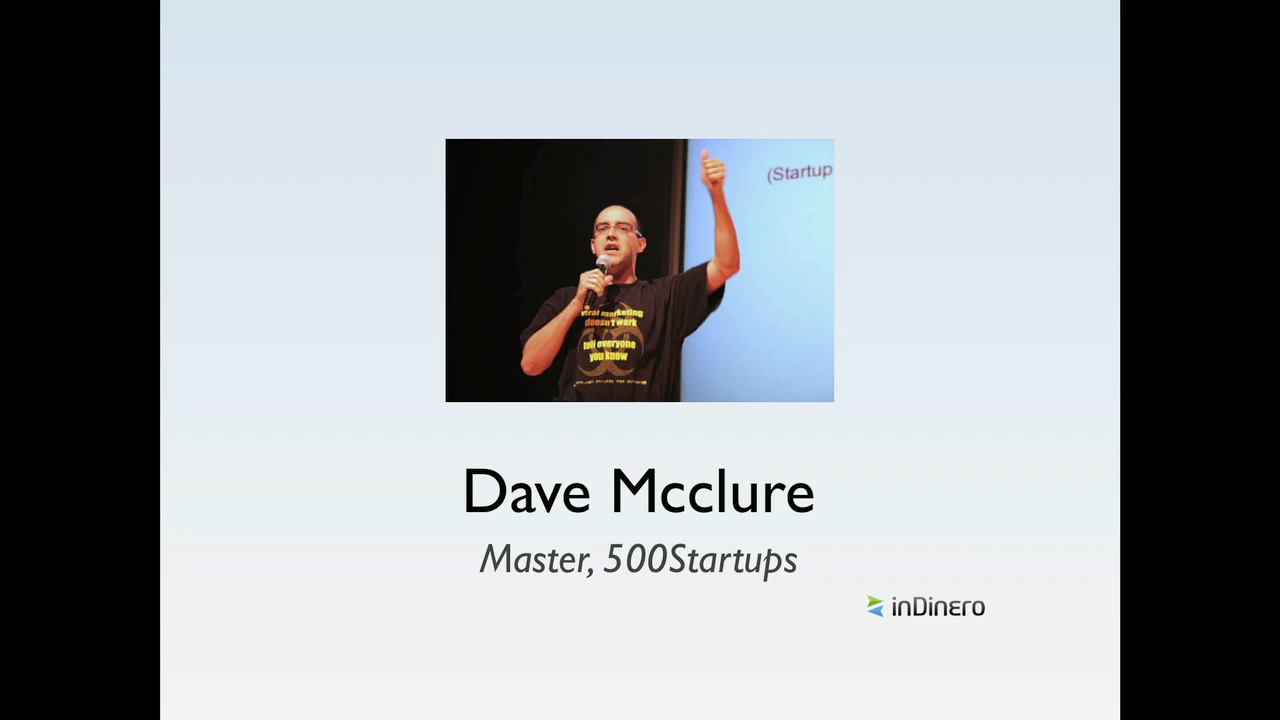 (Startup
viral marketing
doesn't work
tell everyone
you know
Dave Mcclure
Master, 500Startups
inDinero